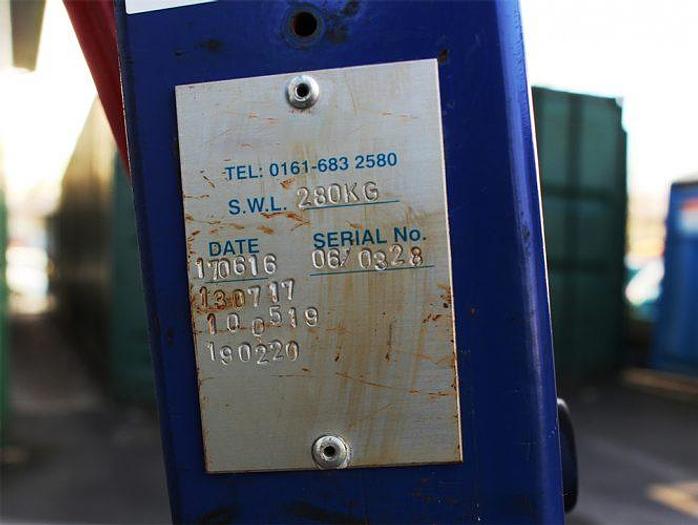 TEL: 0161-683 2580
S.W.L. 280KG
DATE SERIAL No.
170616 06/0328
130717
100519
190220